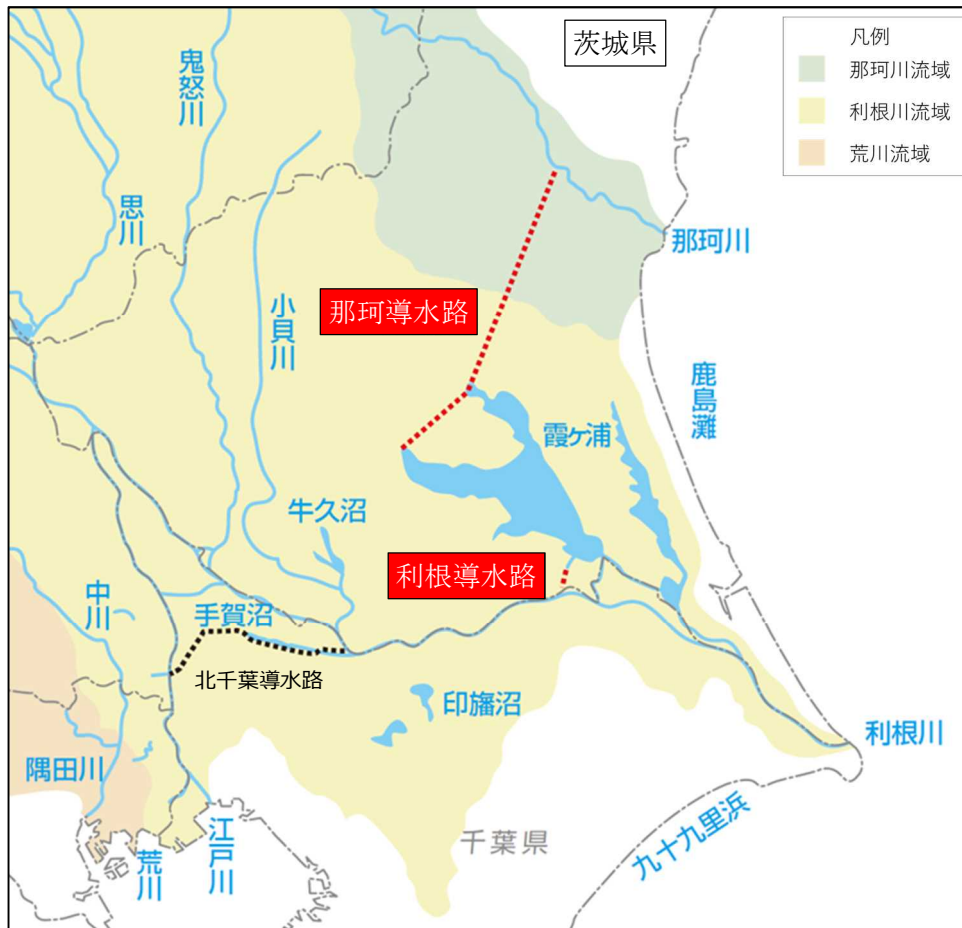 茨城県
凡例
那珂川流域
利根川流域
荒川流域
鬼怒川
思川
那珂川
小貝川
那珂導水路
鹿島灘
霞ケ浦
牛久沼
利根導水路
中川
手賀沼
北千葉導水路
印旛沼
利根川
隅田川
千葉県
九十九里浜
荒川
江戸川